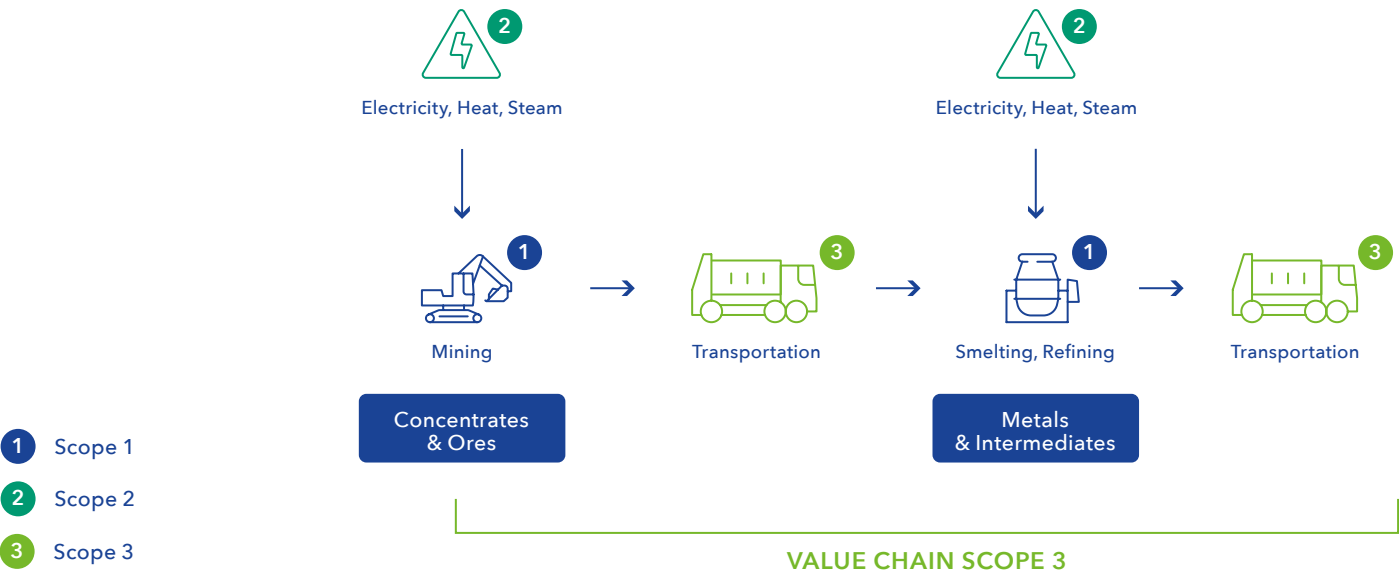 2
2
Electricity, Heat, Steam
Electricity, Heat, Steam
1
3
1
3
Mining
Transportation
Smelting, Refining
Transportation
Concentrates
& Ores
Metals
& Intermediates
1 Scope 1
2 Scope 2
3 Scope 3
VALUE CHAIN SCOPE 3